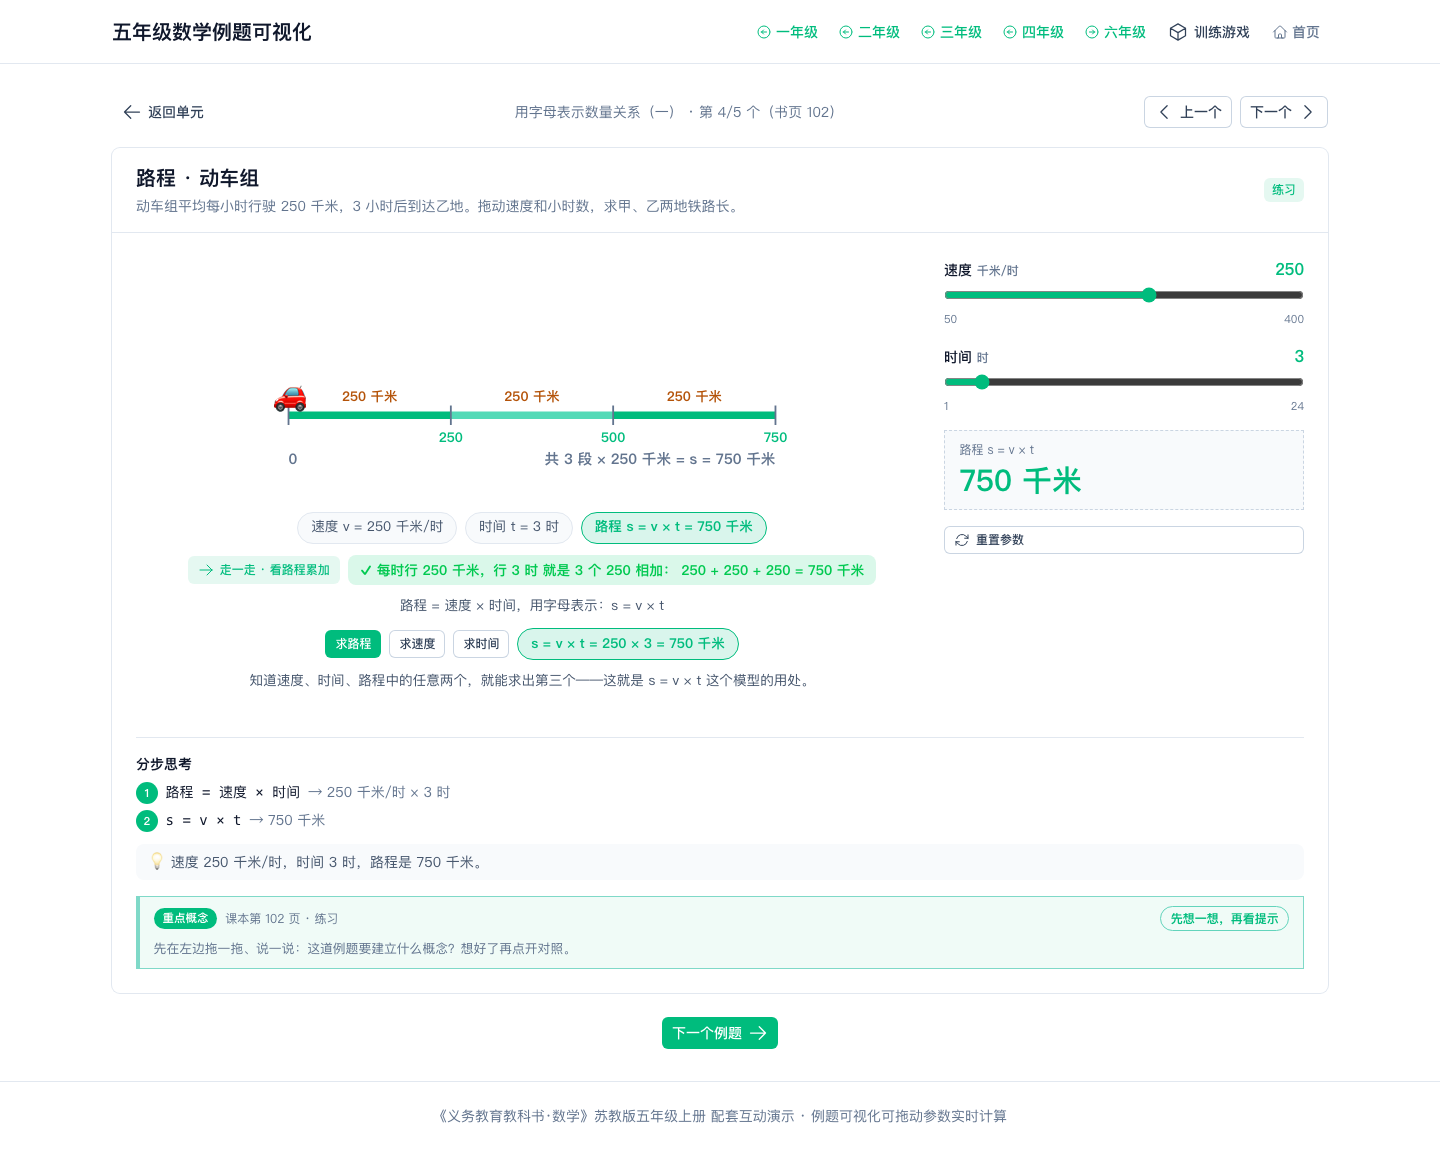 五年级数学例题可视化
一年级 二年级 三年级 四年级 六年级 训练游戏 首页
返回单元
用字母表示数量关系（一） · 第 4/5 个（书页 102）
上一个 下一个
路程 · 动车组
动车组平均每小时行驶 250 千米，3 小时后到达乙地。拖动速度和小时数，求甲、乙两地铁路长。
练习
250 千米 250 千米 250 千米
250 500 750
0 共 3 段 × 250 千米 = s = 750 千米
速度 v = 250 千米/时 时间 t = 3 时 路程 s = v × t = 750 千米
走一走 · 看路程累加 ✓ 每时行 250 千米，行 3 时 就是 3 个 250 相加： 250 + 250 + 250 = 750 千米
路程 = 速度 × 时间，用字母表示：s = v × t
求路程 求速度 求时间 s = v × t = 250 × 3 = 750 千米
知道速度、时间、路程中的任意两个，就能求出第三个——这就是 s = v × t 这个模型的用处。
速度 千米/时 250
50 400
时间 时 3
1 24
路程 s = v × t
750 千米
重置参数
分步思考
1 路程 = 速度 × 时间 → 250 千米/时 × 3 时
2 s = v × t → 750 千米
💡 速度 250 千米/时，时间 3 时，路程是 750 千米。
重点概念 课本第 102 页 · 练习 先想一想，再看提示
先在左边拖一拖、说一说：这道例题要建立什么概念？想好了再点开对照。
下一个例题
《义务教育教科书·数学》苏教版五年级上册 配套互动演示 · 例题可视化可拖动参数实时计算